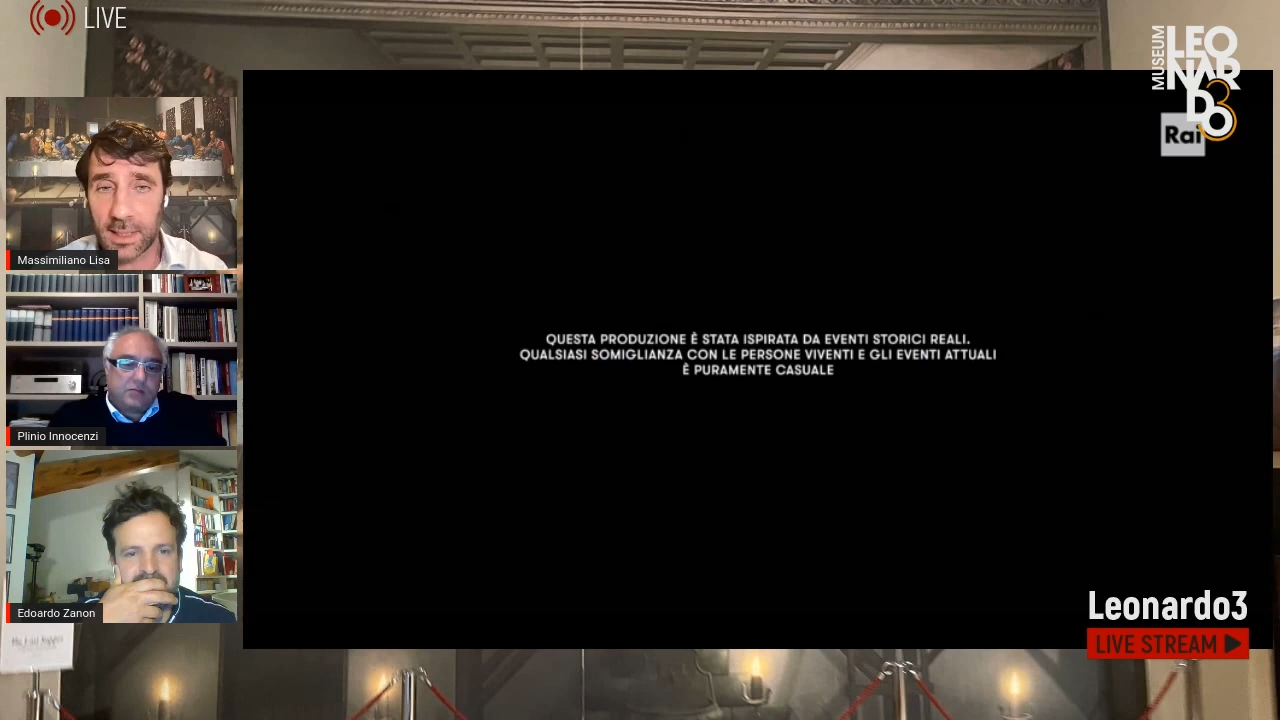 LIVE
MUSEUM
LEO
NAR
D3
O
Rai
Massimiliano Lisa
QUESTA PRODUZIONE È STATA ISPIRATA DA EVENTI STORICI REALI.
QUALSIASI SOMIGLIANZA CON LE PERSONE VIVENTI E GLI EVENTI ATTUALI
È PURAMENTE CASUALE
Plinio Innocenzi
Edoardo Zanon
Leonardo3
LIVE STREAM